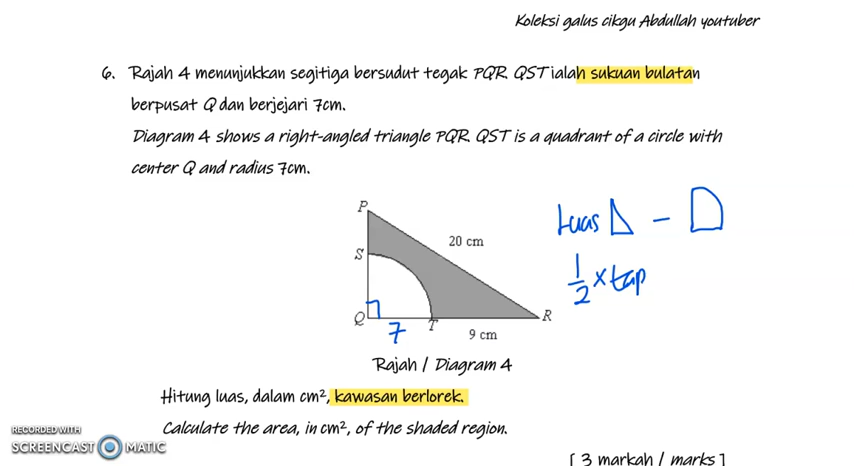 Koleksi galus cikgu Abdullah youtuber
6. Rajah 4 menunjukkan segitiga bersudut tegak PQR. QST ialah sukuan bulatan
berpusat Q dan berjejari 7cm.
Diagram 4 shows a right-angled triangle PQR. QST is a quadrant of a circle with
center Q and radius 7cm.
P
Luas △ - D
20 cm
S
1/2 × tap
Q
7
T
R
9 cm
Rajah / Diagram 4
Hitung luas, dalam cm², kawasan berlorek.
Calculate the area, in cm², of the shaded region.
[ 3 markah / marks ]
RECORDED WITH
SCREENCAST MATIC